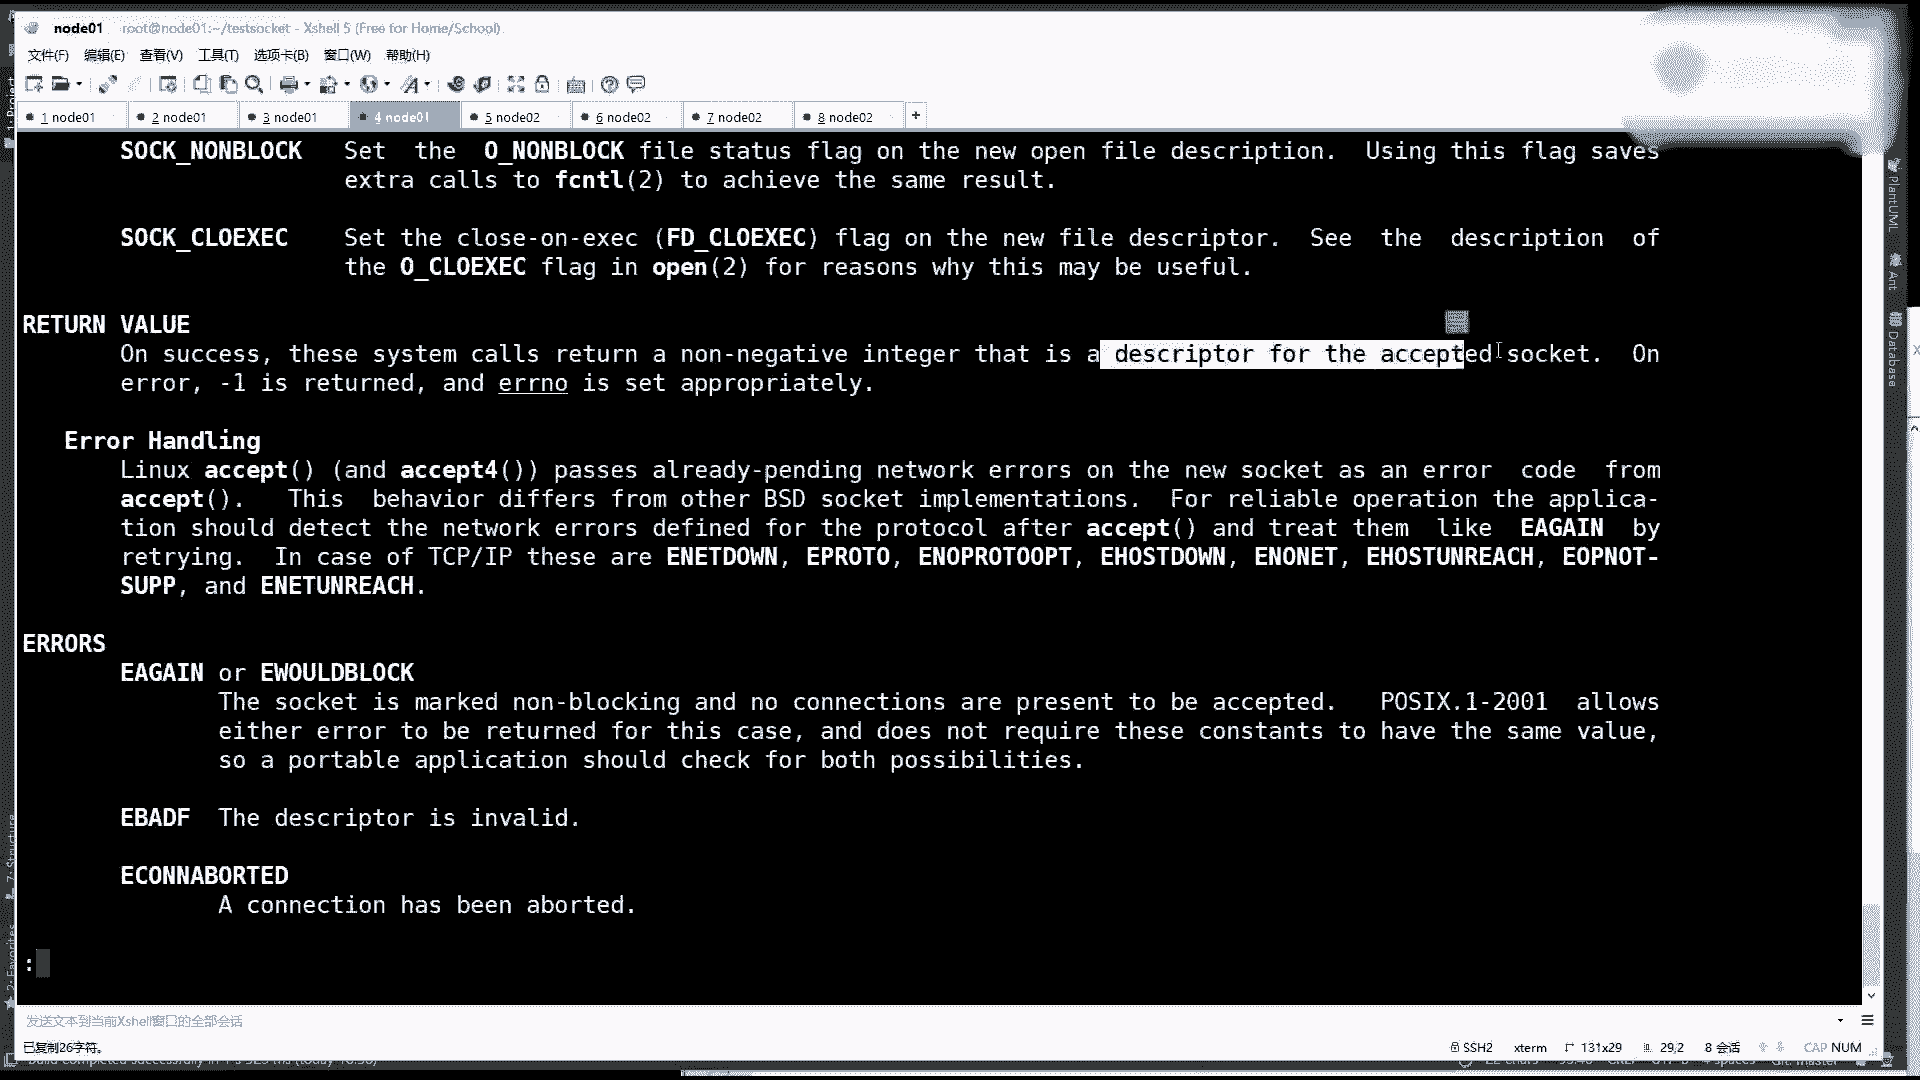 node01 root@node01:~/testsocket - Xshell 5 (Free for Home/School)
文件(F) 编辑(E) 查看(V) 工具(T) 选项卡(B) 窗口(W) 帮助(H)
1 node01 2 node01 3 node01 4 node01 5 node02 6 node02 7 node02 8 node02 +
SOCK_NONBLOCK Set the O_NONBLOCK file status flag on the new open file description. Using this flag saves
extra calls to fcntl(2) to achieve the same result.
SOCK_CLOEXEC Set the close-on-exec (FD_CLOEXEC) flag on the new file descriptor. See the description of
the O_CLOEXEC flag in open(2) for reasons why this may be useful.
RETURN VALUE
On success, these system calls return a non-negative integer that is a descriptor for the accepted socket. On
error, -1 is returned, and errno is set appropriately.
Error Handling
Linux accept() (and accept4()) passes already-pending network errors on the new socket as an error code from
accept(). This behavior differs from other BSD socket implementations. For reliable operation the applica-
tion should detect the network errors defined for the protocol after accept() and treat them like EAGAIN by
retrying. In case of TCP/IP these are ENETDOWN, EPROTO, ENOPROTOOPT, EHOSTDOWN, ENONET, EHOSTUNREACH, EOPNOT-
SUPP, and ENETUNREACH.
ERRORS
EAGAIN or EWOULDBLOCK
The socket is marked non-blocking and no connections are present to be accepted. POSIX.1-2001 allows
either error to be returned for this case, and does not require these constants to have the same value,
so a portable application should check for both possibilities.
EBADF The descriptor is invalid.
ECONNABORTED
A connection has been aborted.
:
发送文本到当前Xshell窗口的全部会话
已复制26字符。 SSH2 xterm 131x29 29,2 8 会话 CAP NUM
1: Project
7: Structure
2: Favorites
PlantUML
Ant
Database